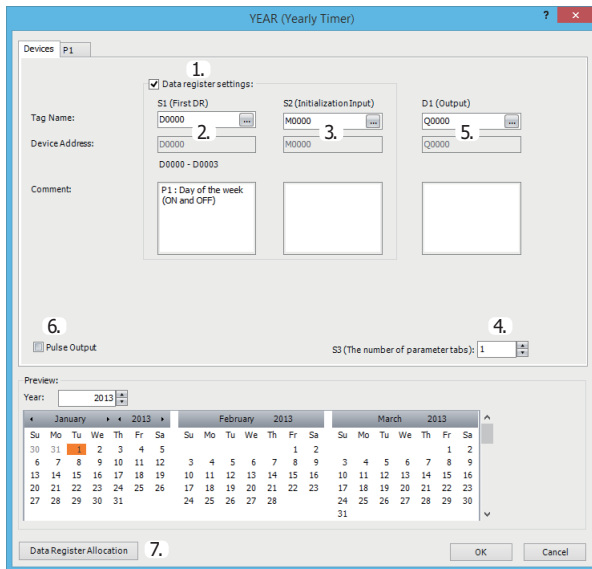 YEAR (Yearly Timer)
? ×
Devices P1
1.
Data register settings:
S1 (First DR) S2 (Initialization Input) D1 (Output)
Tag Name: D0000 ... M0000 ... Q0000 ...
2. 3. 5.
Device Address: D0000 M0000 Q0000
D0000 - D0003
Comment: P1 : Day of the week
(ON and OFF)
6. 4.
Pulse Output S3 (The number of parameter tabs): 1
Preview:
Year: 2013
January 2013 February 2013 March 2013
Su Mo Tu We Th Fr Sa Su Mo Tu We Th Fr Sa Su Mo Tu We Th Fr Sa
30 31 1 2 3 4 5 1 2 1 2
6 7 8 9 10 11 12 3 4 5 6 7 8 9 3 4 5 6 7 8 9
13 14 15 16 17 18 19 10 11 12 13 14 15 16 10 11 12 13 14 15 16
20 21 22 23 24 25 26 17 18 19 20 21 22 23 17 18 19 20 21 22 23
27 28 29 30 31 24 25 26 27 28 24 25 26 27 28 29 30
31
Data Register Allocation 7. OK Cancel